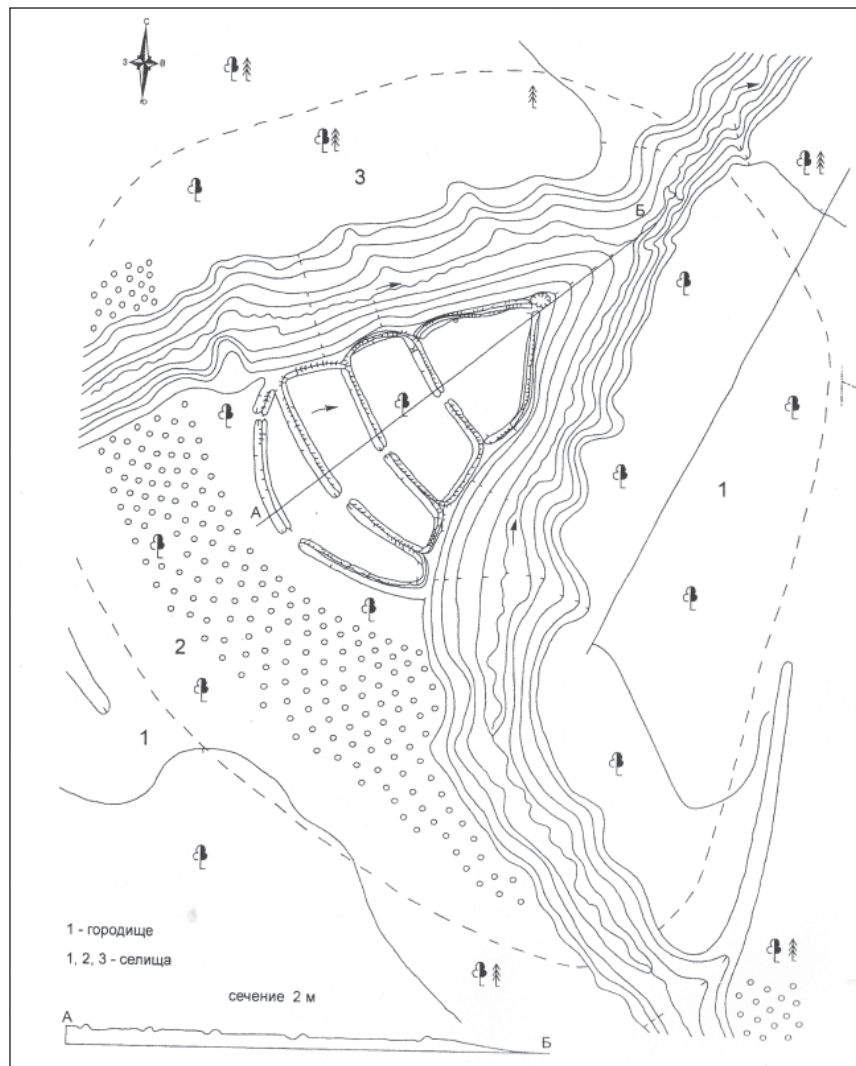 С
З В
Ю
3
Б
1
А
2
1
1 - городище
1, 2, 3 - селища
сечение 2 м
А
Б